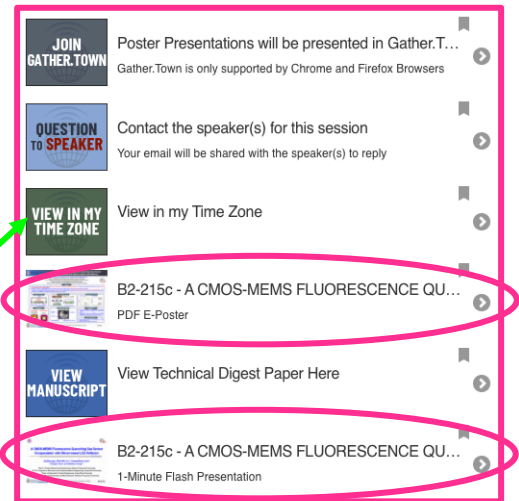 JOIN
GATHER.TOWN
Poster Presentations will be presented in Gather.T...
Gather.Town is only supported by Chrome and Firefox Browsers
QUESTION
TO SPEAKER
Contact the speaker(s) for this session
Your email will be shared with the speaker(s) to reply
VIEW IN MY
TIME ZONE
View in my Time Zone
B2-215c - A CMOS-MEMS FLUORESCENCE QU...
PDF E-Poster
VIEW
MANUSCRIPT
View Technical Digest Paper Here
B2-215c - A CMOS-MEMS FLUORESCENCE QU...
1-Minute Flash Presentation